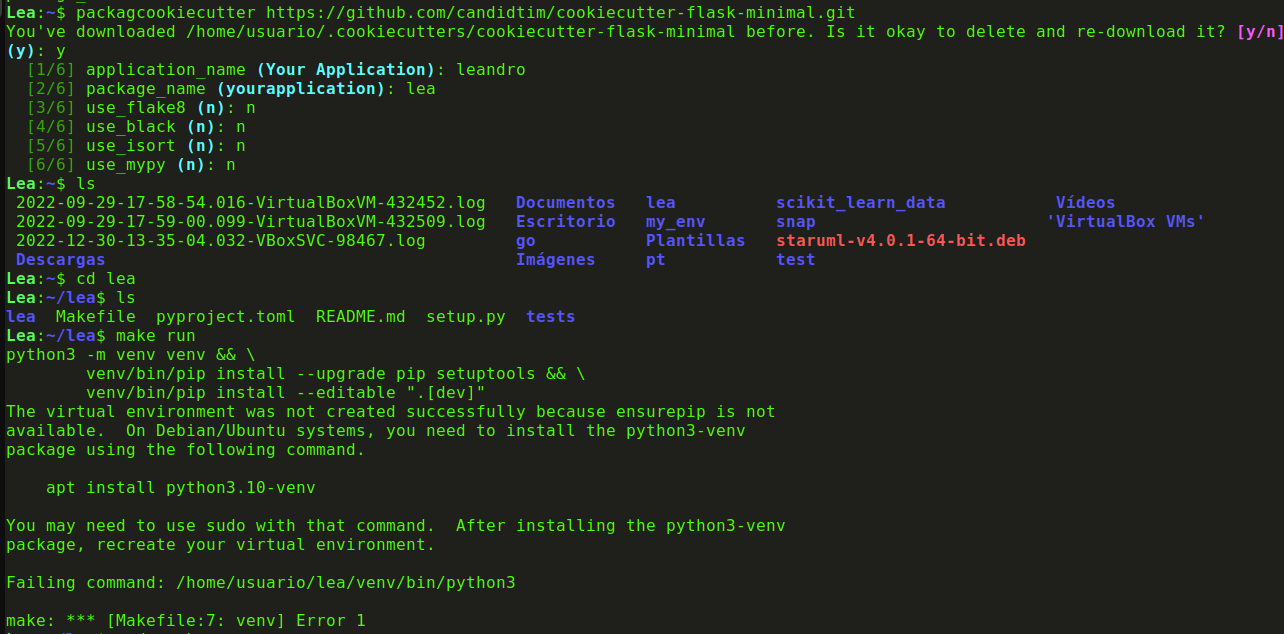 Lea:~$ packagcookiecutter https://github.com/candidtim/cookiecutter-flask-minimal.git
You've downloaded /home/usuario/.cookiecutters/cookiecutter-flask-minimal before. Is it okay to delete and re-download it? [y/n]
(y): y
  [1/6] application_name (Your Application): leandro
  [2/6] package_name (yourapplication): lea
  [3/6] use_flake8 (n): n
  [4/6] use_black (n): n
  [5/6] use_isort (n): n
  [6/6] use_mypy (n): n
Lea:~$ ls
 2022-09-29-17-58-54.016-VirtualBoxVM-432452.log   Documentos   lea          scikit_learn_data           Vídeos
 2022-09-29-17-59-00.099-VirtualBoxVM-432509.log   Escritorio   my_env       snap                       'VirtualBox VMs'
 2022-12-30-13-35-04.032-VBoxSVC-98467.log         go           Plantillas   staruml-v4.0.1-64-bit.deb
 Descargas                                         Imágenes     pt           test
Lea:~$ cd lea
Lea:~/lea$ ls
lea  Makefile  pyproject.toml  README.md  setup.py  tests
Lea:~/lea$ make run
python3 -m venv venv && \
        venv/bin/pip install --upgrade pip setuptools && \
        venv/bin/pip install --editable ".[dev]"
The virtual environment was not created successfully because ensurepip is not
available.  On Debian/Ubuntu systems, you need to install the python3-venv
package using the following command.

    apt install python3.10-venv

You may need to use sudo with that command.  After installing the python3-venv
package, recreate your virtual environment.

Failing command: /home/usuario/lea/venv/bin/python3

make: *** [Makefile:7: venv] Error 1